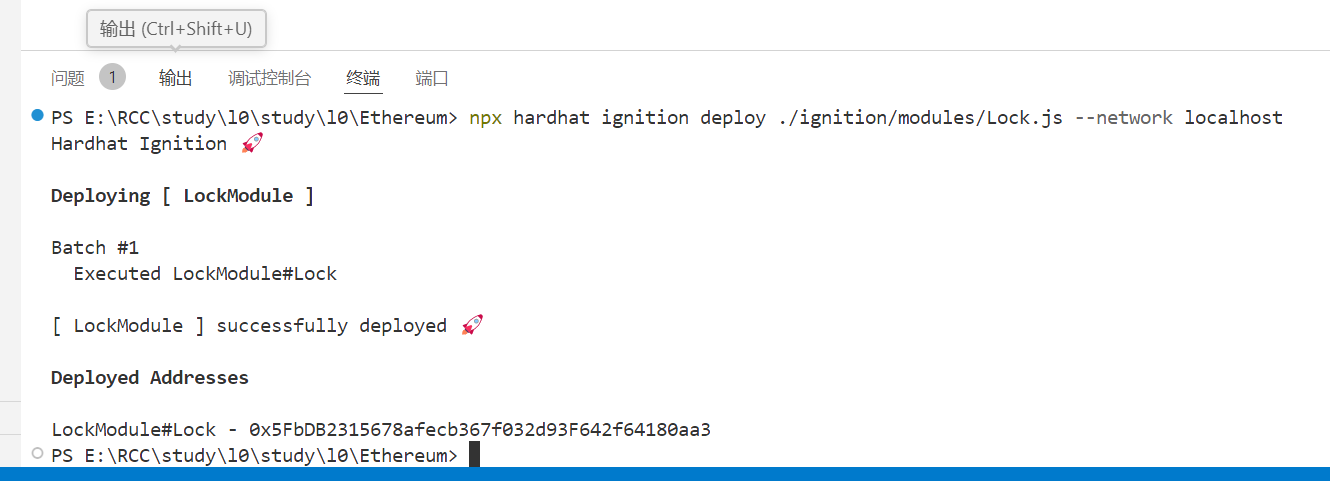 输出 (Ctrl+Shift+U)
问题 1 输出 调试控制台 终端 端口
PS E:\RCC\study\l0\study\l0\Ethereum> npx hardhat ignition deploy ./ignition/modules/Lock.js --network localhost
Hardhat Ignition 🚀
Deploying [ LockModule ]
Batch #1
Executed LockModule#Lock
[ LockModule ] successfully deployed 🚀
Deployed Addresses
LockModule#Lock - 0x5FbDB2315678afecb367f032d93F642f64180aa3
PS E:\RCC\study\l0\study\l0\Ethereum>